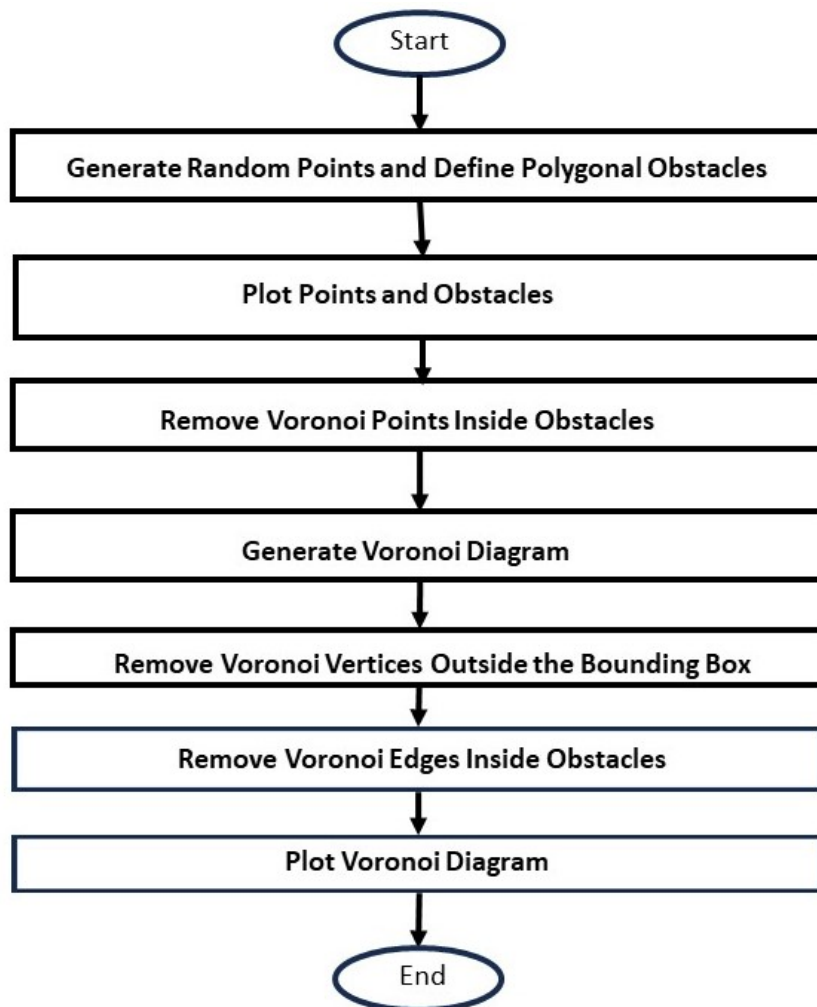 Start
Generate Random Points and Define Polygonal Obstacles
Plot Points and Obstacles
Remove Voronoi Points Inside Obstacles
Generate Voronoi Diagram
Remove Voronoi Vertices Outside the Bounding Box
Remove Voronoi Edges Inside Obstacles
Plot Voronoi Diagram
End